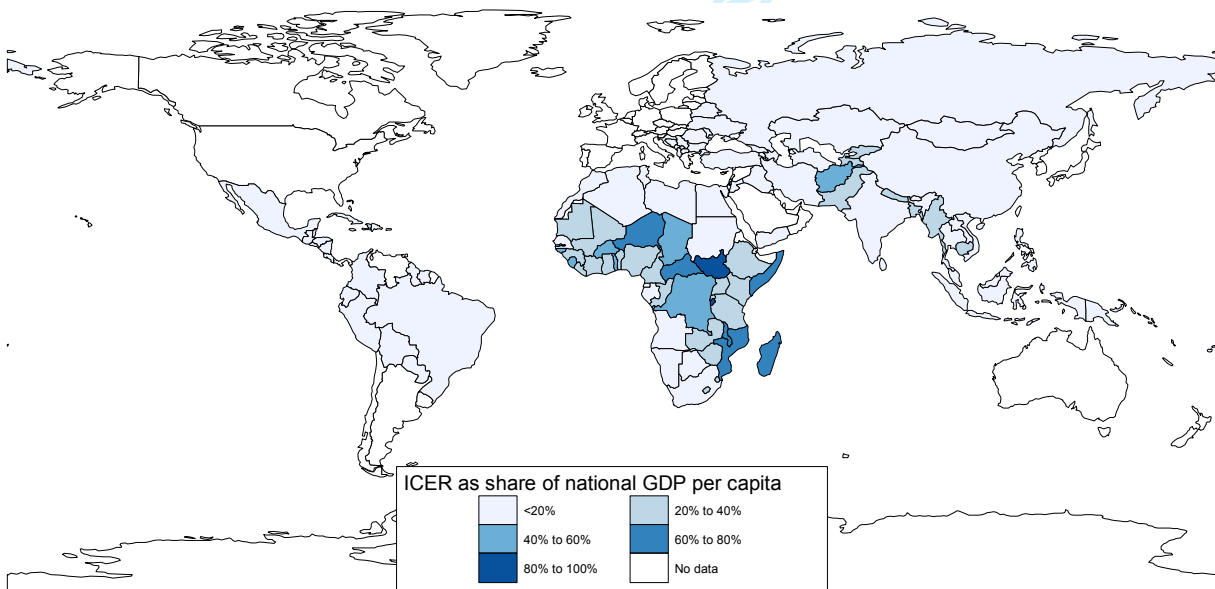 ICER as share of national GDP per capita
<20%
20% to 40%
40% to 60%
60% to 80%
80% to 100%
No data